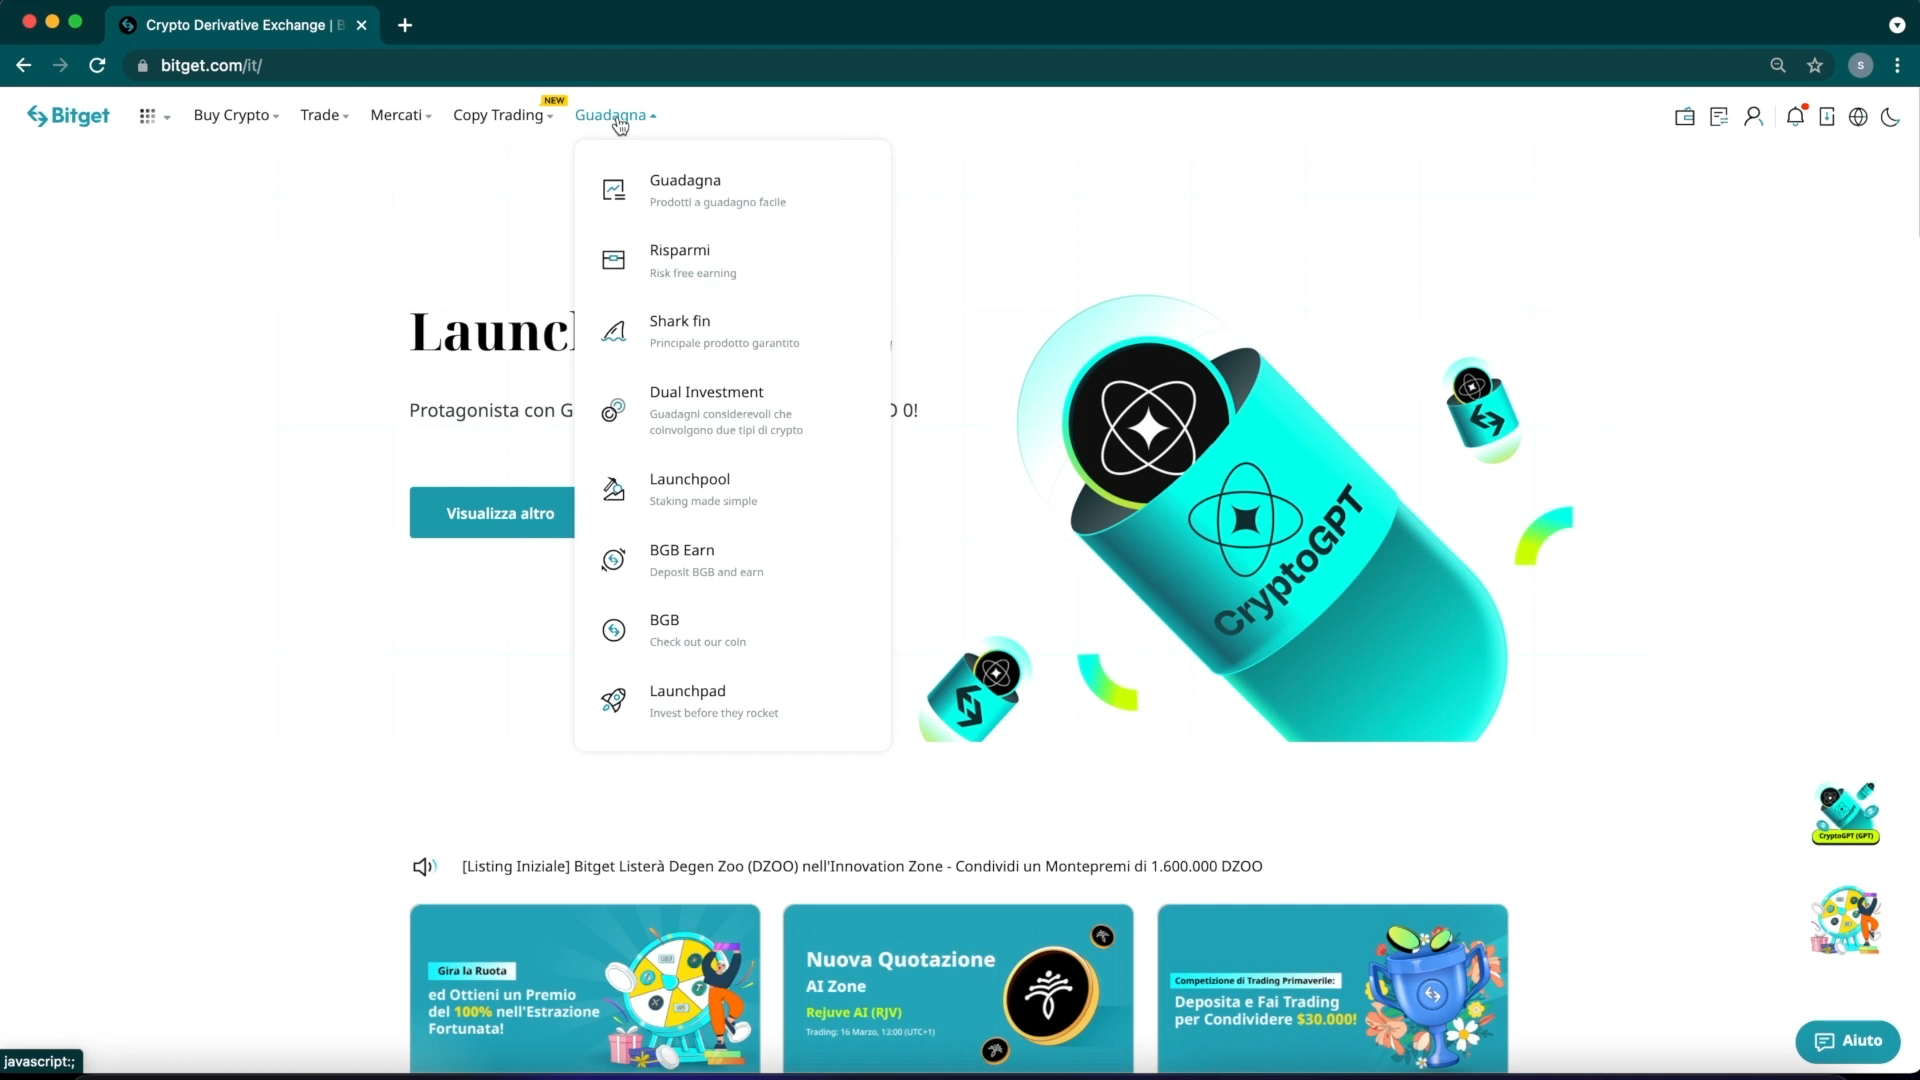 Crypto Derivative Exchange | B
bitget.com/it/
S
Bitget
Buy Crypto
Trade
Mercati
Copy Trading
NEW
Guadagna
Guadagna
Prodotti a guadagno facile
Risparmi
Risk free earning
Shark fin
Principale prodotto garantito
Dual Investment
Guadagni considerevoli che
coinvolgono due tipi di crypto
Launchpool
Staking made simple
BGB Earn
Deposit BGB and earn
BGB
Check out our coin
Launchpad
Invest before they rocket
Launc
Protagonista con G
0!
Visualizza altro
CryptoGPT
CryptoGPT (GPT)
[Listing Iniziale] Bitget Listerà Degen Zoo (DZOO) nell'Innovation Zone - Condividi un Montepremi di 1.600.000 DZOO
Gira la Ruota
ed Ottieni un Premio
del 100% nell'Estrazione
Fortunata!
Nuova Quotazione
AI Zone
Rejuve AI (RJV)
Trading: 16 Marzo, 13:00 (UTC+1)
Competizione di Trading Primaverile:
Deposita e Fai Trading
per Condividere $30.000!
Aiuto
javascript:;